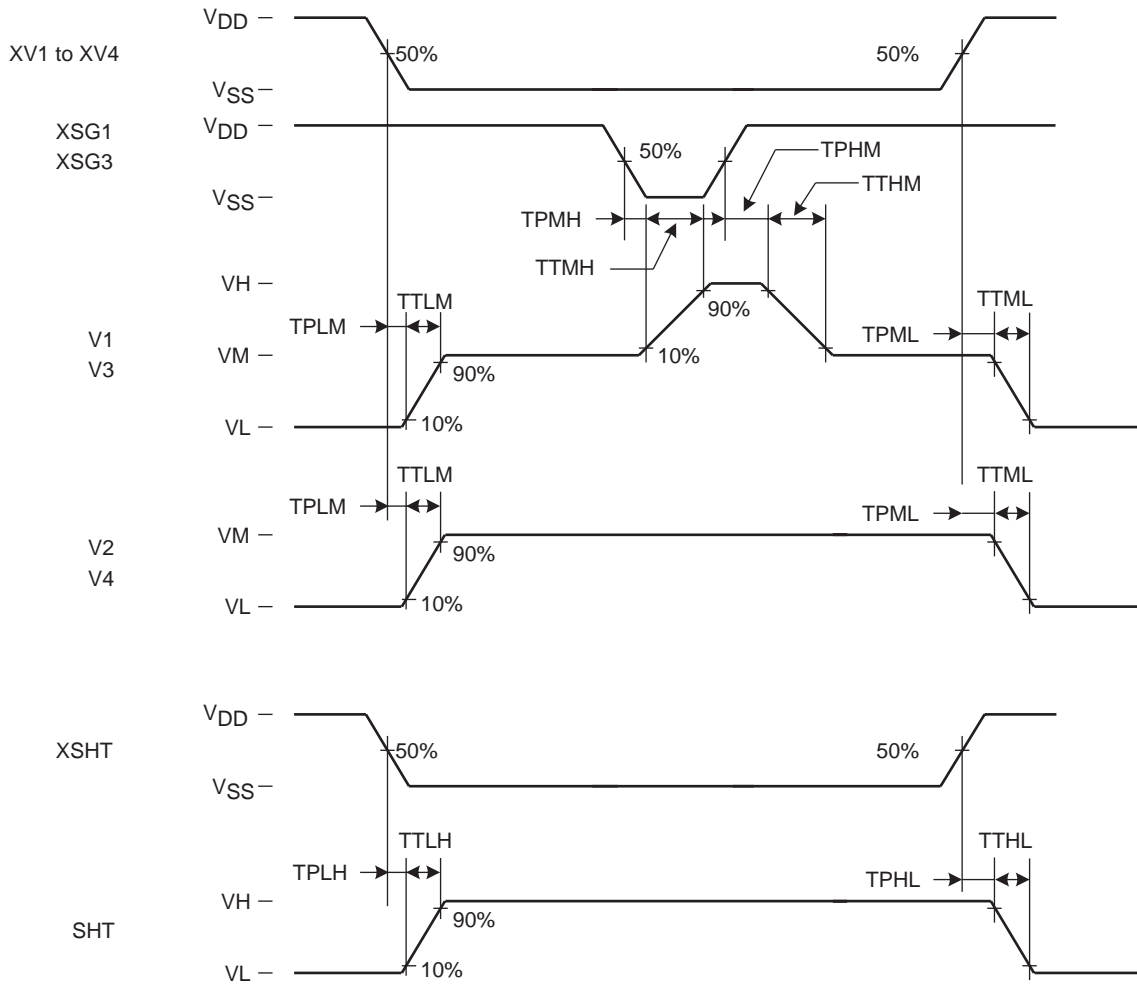 VDD
XV1 to XV4
50%
50%
VSS
XSG1
XSG3
VDD
50%
VSS
TPHM
TTHM
TPMH
TTMH
VH
90%
TTLM
TPLM
V1
V3
VM
10%
90%
10%
VL
TTML
TPML
TTLM
TPLM
TTML
TPML
V2
V4
VM
90%
10%
VL
VDD
XSHT
50%
50%
VSS
TTLH
TPLH
TTHL
TPHL
VH
90%
SHT
10%
VL